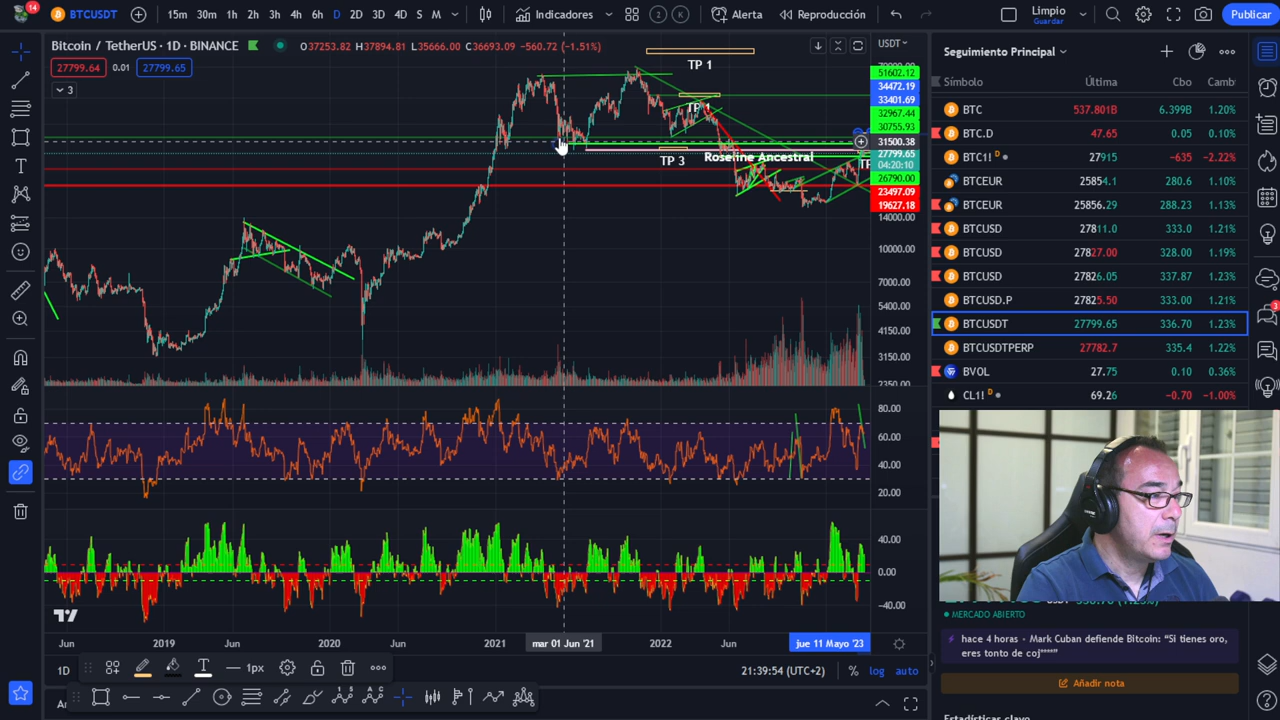 14
BTCUSDT
15m 30m 1h 2h 3h 4h 6h D 2D 3D 4D S M
Indicadores
2 K
Alerta
Reproducción
Limpio
Guardar
Publicar
Bitcoin / TetherUS · 1D · BINANCE
O37253.82 H37894.81 L35666.00 C36693.09 −560.72 (−1.51%)
27799.64 0.01 27799.65
3
USDT
TP 1
TP 1
TP 3
Roseline Ancestral
51602.12
34472.19
33401.69
32967.44
30755.93
31500.38
27799.65
04:20:10
26790.00
23497.09
19627.18
14000.00
10000.00
7000.00
5400.00
4150.00
3150.00
2350.00
80.00
60.00
40.00
20.00
40.00
0.00
−40.00
Jun 2019 Jun 2020 Jun 2021 mar 01 Jun '21 2022 Jun jue 11 Mayo '23
1D
1px
21:39:54 (UTC+2)
% log auto
Seguimiento Principal
Símbolo Última Cbo Camb
BTC 537.801B 6.399B 1.20%
BTC.D 47.65 0.05 0.10%
BTC1! D 27915 −635 −2.22%
BTCEUR 25854.1 280.6 1.10%
BTCEUR 25856.29 288.23 1.13%
BTCUSD 27811.0 333.0 1.21%
BTCUSD 27827.00 328.00 1.19%
BTCUSD 27826.05 337.87 1.23%
BTCUSD.P 27825.50 333.00 1.21%
BTCUSDT 27799.65 336.70 1.23%
BTCUSDTPERP 27782.7 335.4 1.22%
BVOL 27.75 0.10 0.36%
CL1! D 69.26 −0.70 −1.00%
3
MERCADO ABIERTO
hace 4 horas - Mark Cuban defiende Bitcoin: “Si tienes oro, eres tonto de coj****”
Añadir nota